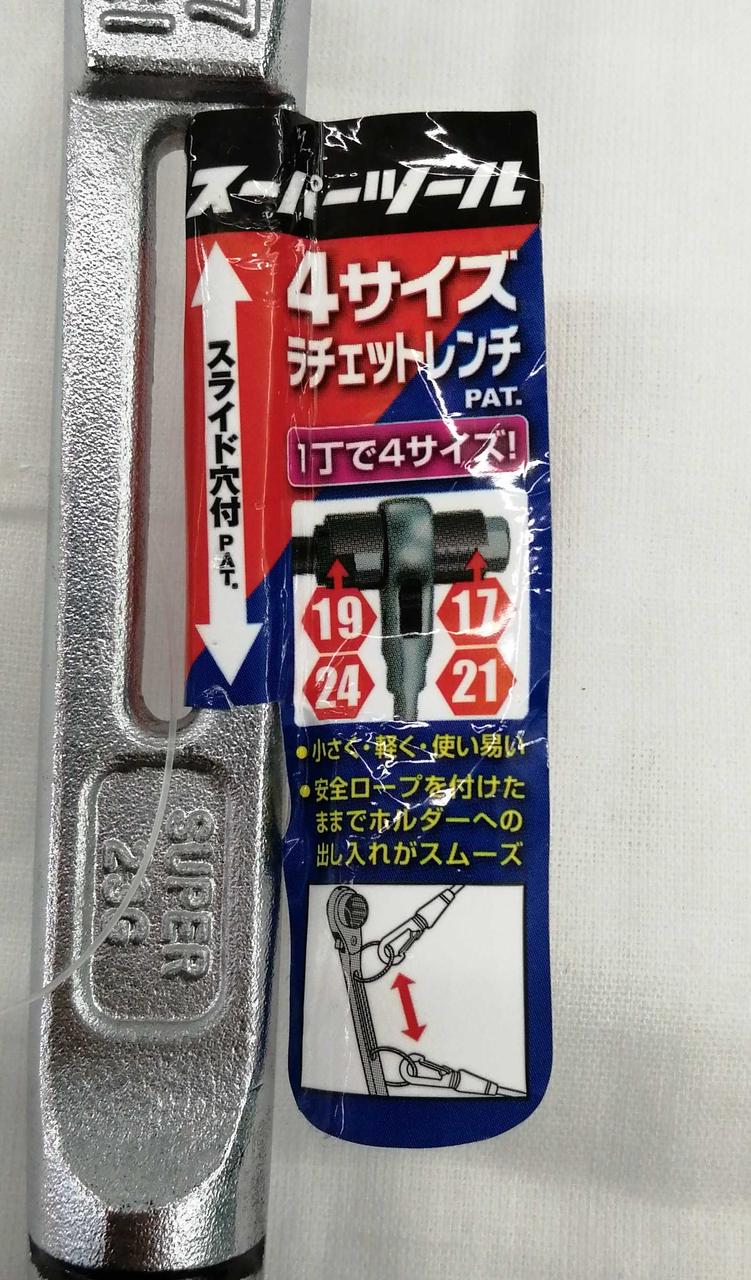 スーパーツール
4サイズ
ラチェットレンチ
PAT.
スライド穴付PAT.
1丁で4サイズ!
19
17
24
21
●小さく・軽く・使い易い
●安全ロープを付けた
ままでホルダーへの
出し入れがスムーズ
SUPER